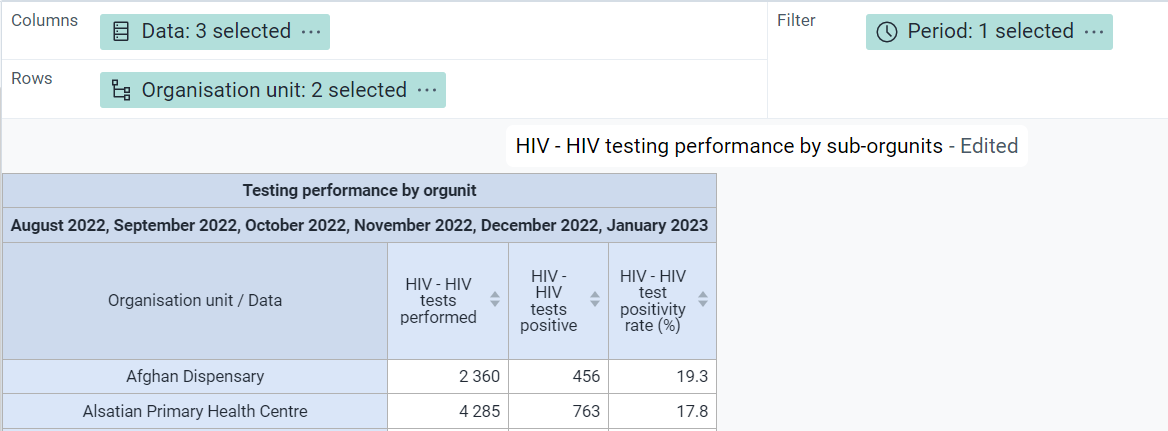 Columns
Data: 3 selected ...
Filter
Period: 1 selected ...
Rows
Organisation unit: 2 selected ...
HIV - HIV testing performance by sub-orgunits - Edited
Testing performance by orgunit
August 2022, September 2022, October 2022, November 2022, December 2022, January 2023
Organisation unit / Data
HIV - HIV
tests
performed
HIV -
HIV
tests
positive
HIV - HIV
test
positivity
rate (%)
Afghan Dispensary 2 360 456 19.3
Alsatian Primary Health Centre 4 285 763 17.8